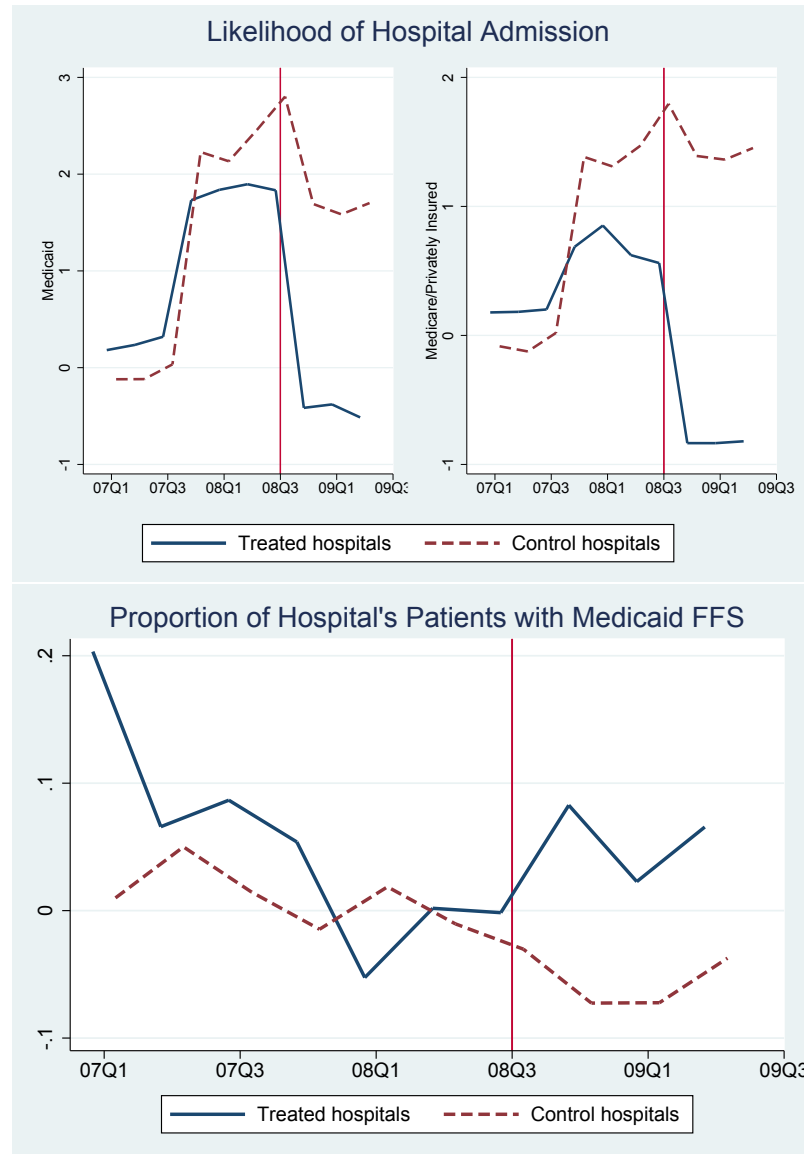 Likelihood of Hospital Admission
3
2
1
0
-1
Medicaid
07Q1 07Q3 08Q1 08Q3 09Q1 09Q3
2
1
0
-1
Medicare/Privately Insured
07Q1 07Q3 08Q1 08Q3 09Q1 09Q3
Treated hospitals Control hospitals
Proportion of Hospital's Patients with Medicaid FFS
.2
.1
0
-.1
07Q1 07Q3 08Q1 08Q3 09Q1 09Q3
Treated hospitals Control hospitals